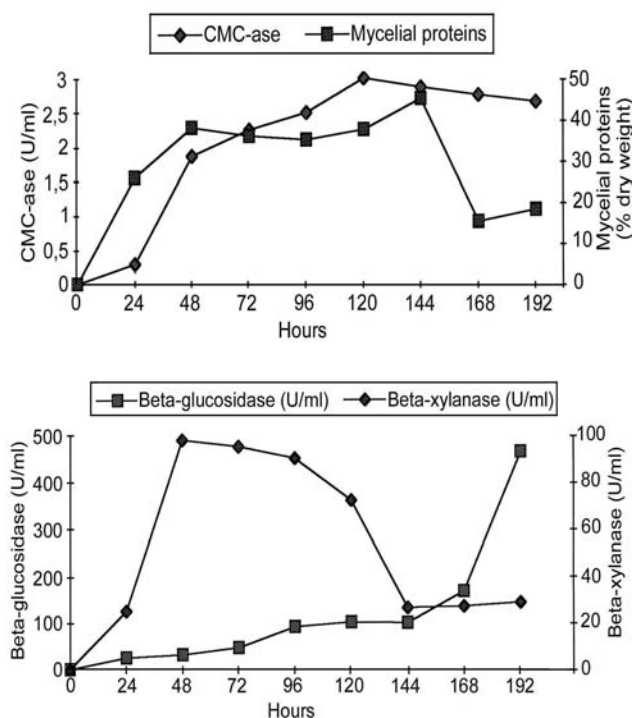 CMC-ase Mycelial proteins
CMC-ase (U/ml)
3
2,5
2
1,5
1
0,5
0
0 24 48 72 96 120 144 168 192
Hours
50
40
30
20
10
0
Mycelial proteins
(% dry weight)
Beta-glucosidase (U/ml) Beta-xylanase (U/ml)
Beta-glucosidase (U/ml)
500
400
300
200
100
0
0 24 48 72 96 120 144 168 192
Hours
100
80
60
40
20
0
Beta-xylanase (U/ml)